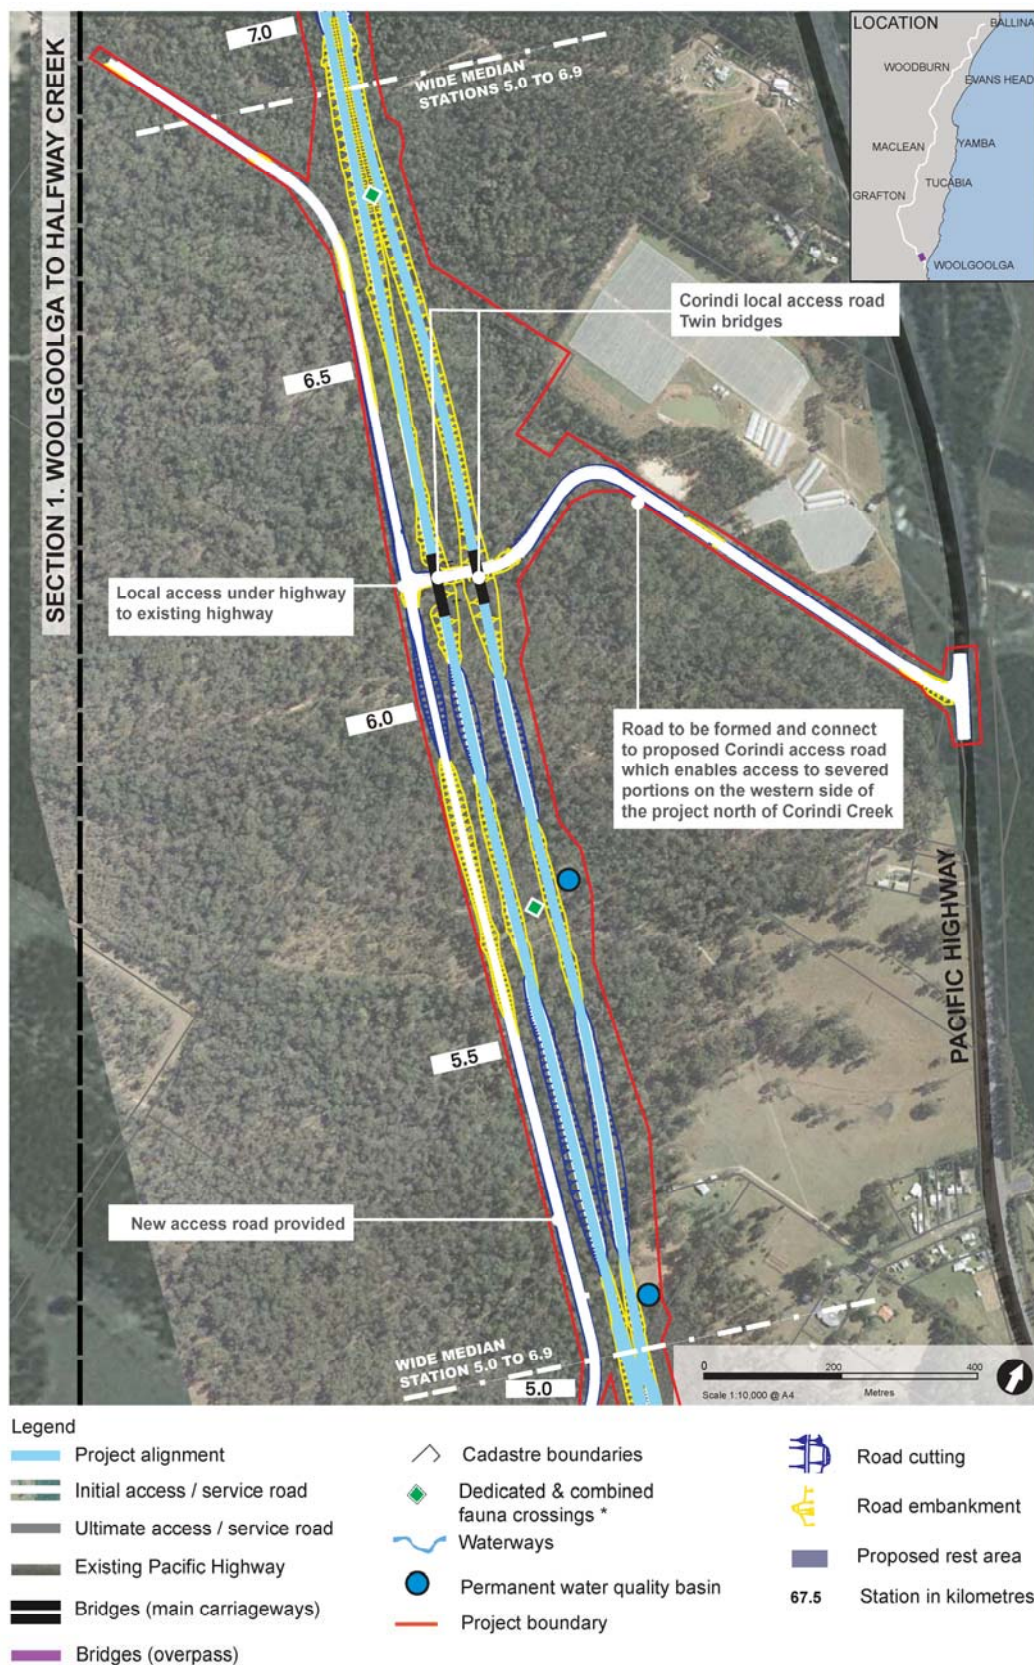 SECTION 1. WOOLGOOLGA TO HALFWAY CREEK
7.0
WIDE MEDIAN
STATIONS 5.0 TO 6.9
LOCATION
BALLINA
WOODBURN
EVANS HEAD
MACLEAN
YAMBA
TUCABIA
GRAFTON
WOOLGOOLGA
Corindi local access road
Twin bridges
6.5
Local access under highway
to existing highway
6.0
Road to be formed and connect
to proposed Corindi access road
which enables access to severed
portions on the western side of
the project north of Corindi Creek
PACIFIC HIGHWAY
5.5
New access road provided
WIDE MEDIAN
STATION 5.0 TO 6.9
5.0
0 200 400
Scale 1:10,000 @ A4 Metres
Legend
Project alignment
Initial access / service road
Ultimate access / service road
Existing Pacific Highway
Bridges (main carriageways)
Bridges (overpass)
Cadastre boundaries
Dedicated & combined
fauna crossings *
Waterways
Permanent water quality basin
Project boundary
Road cutting
Road embankment
Proposed rest area
67.5 Station in kilometres